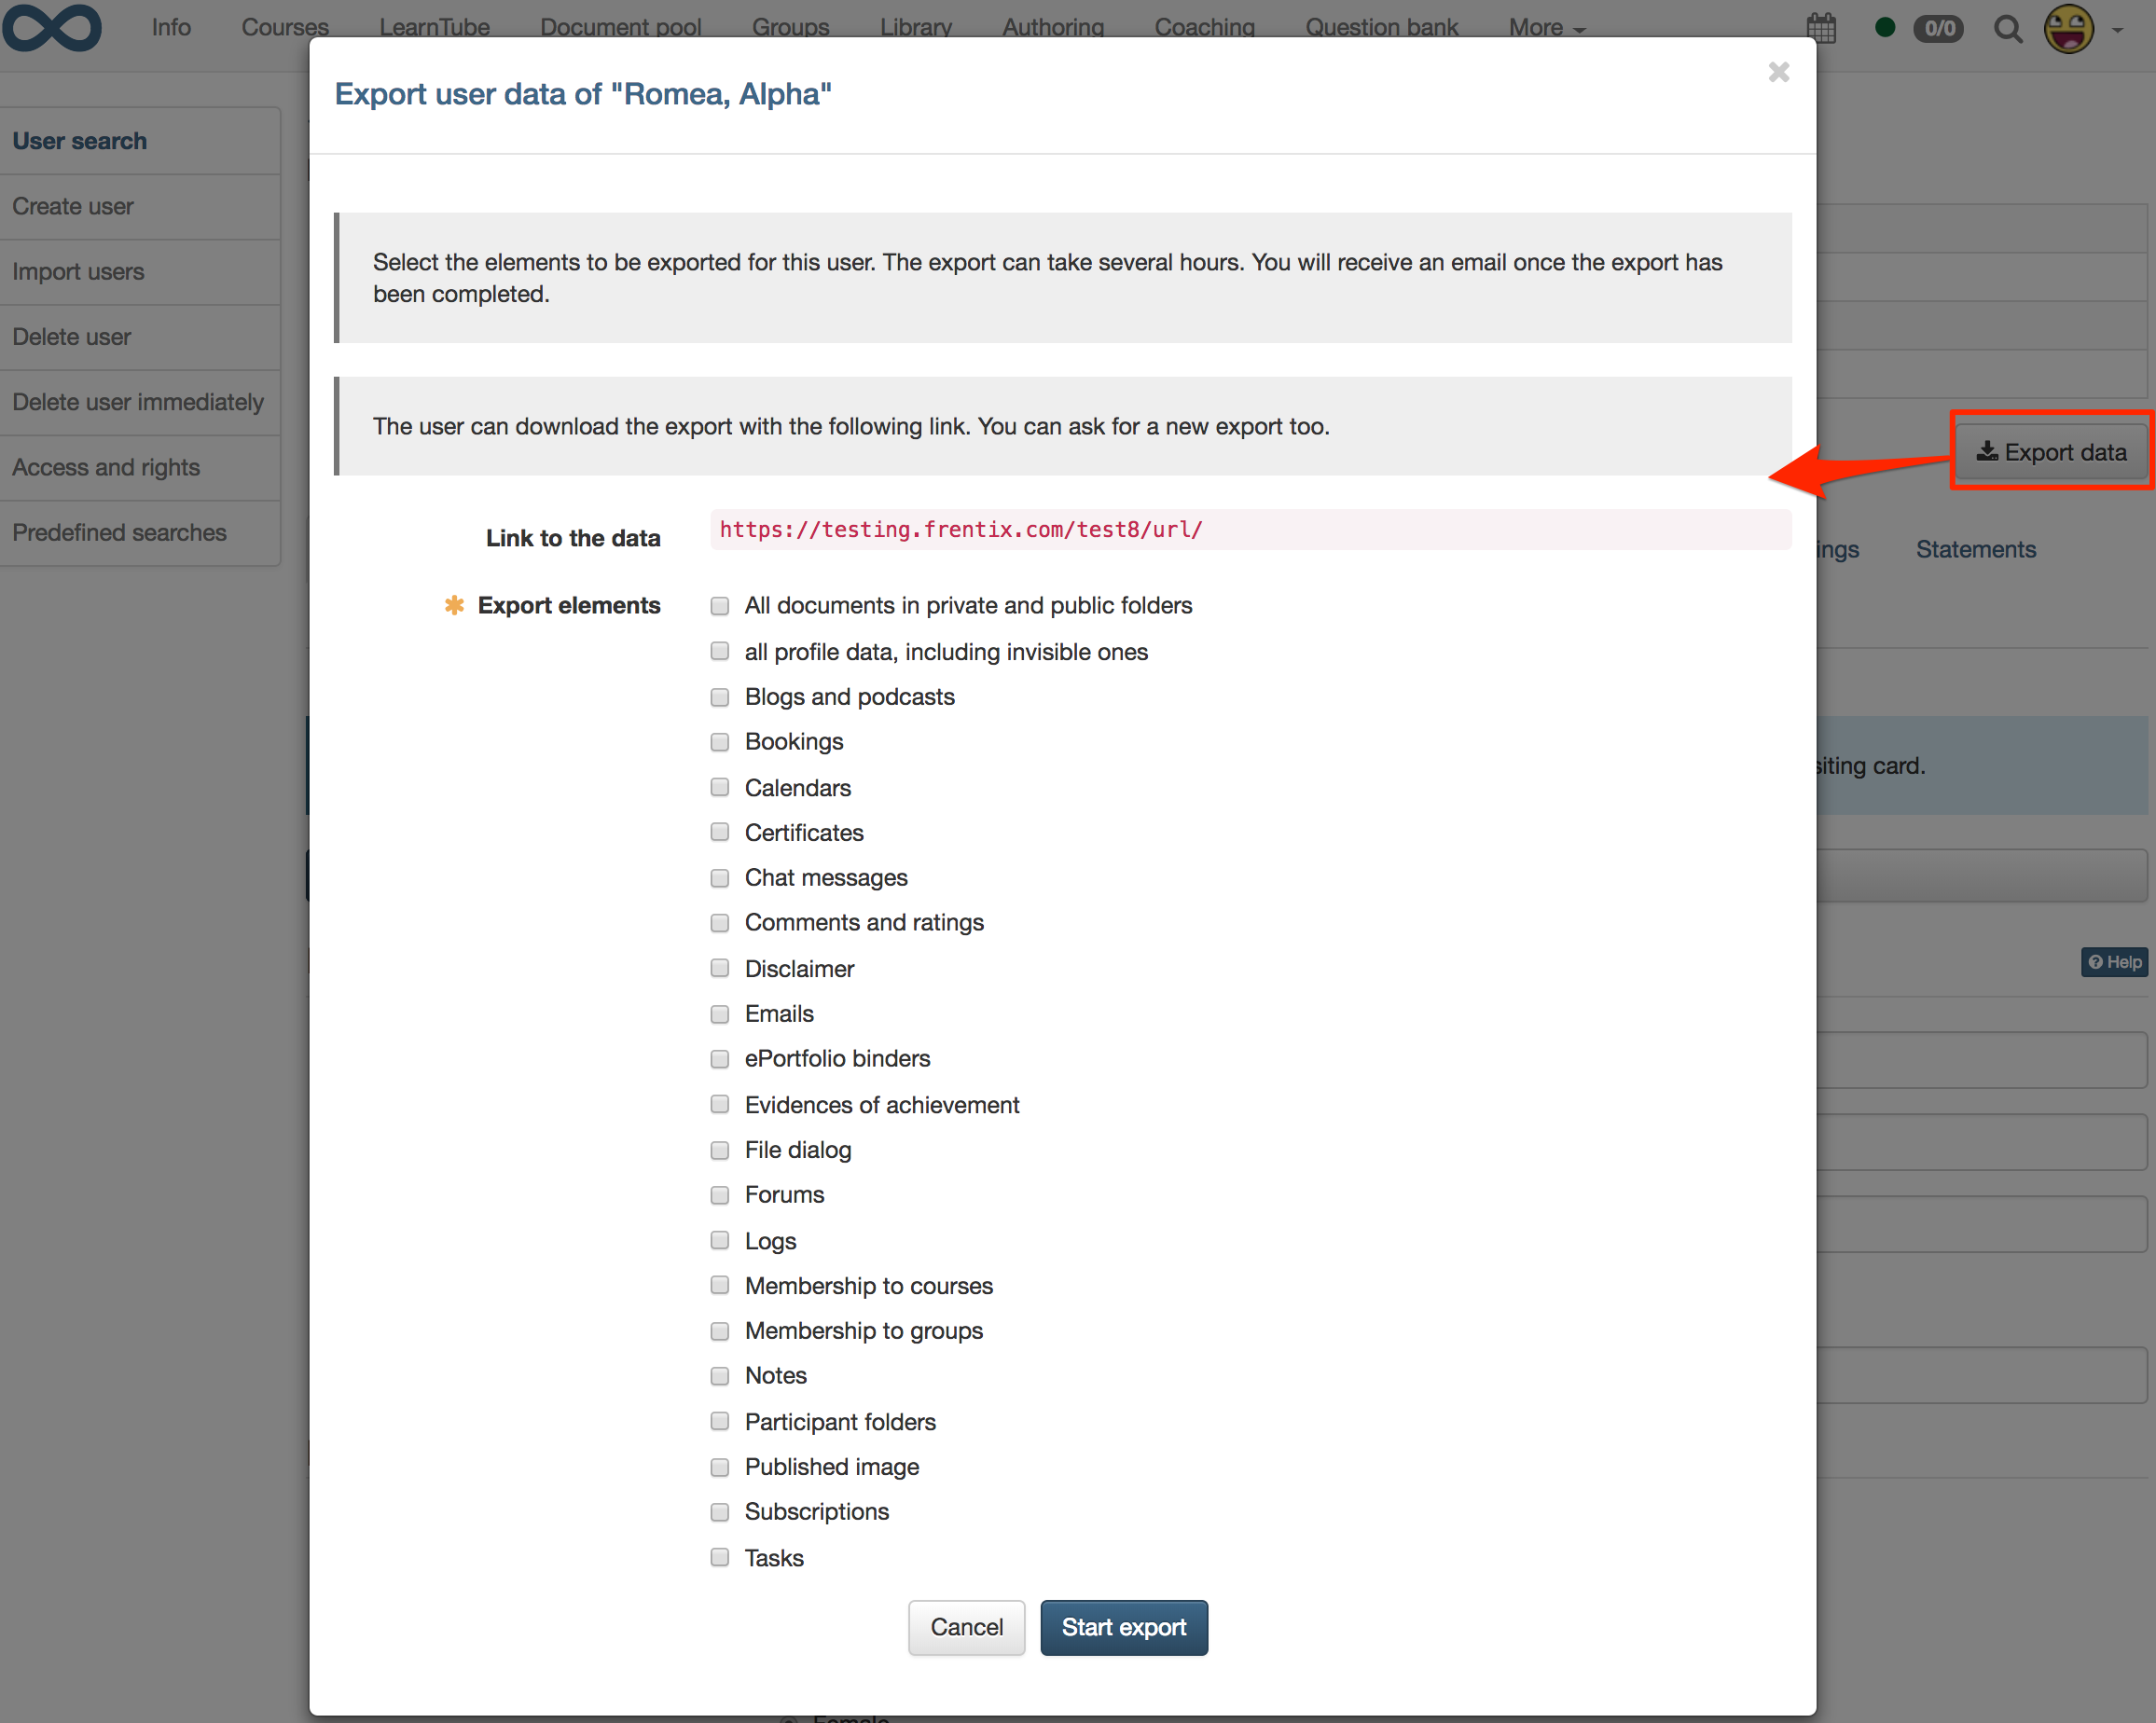 Info Courses LearnTube Document pool Groups Library Authoring Coaching Question bank More 0/0
User search
Create user
Import users
Delete user
Delete user immediately
Access and rights
Predefined searches
Export user data of "Romea, Alpha"
Select the elements to be exported for this user. The export can take several hours. You will receive an email once the export has
been completed.
The user can download the export with the following link. You can ask for a new export too.
Export data
Link to the data https://testing.frentix.com/test8/url/
ings Statements
Export elements
All documents in private and public folders
all profile data, including invisible ones
Blogs and podcasts
Bookings
siting card.
Calendars
Certificates
Chat messages
Comments and ratings
Disclaimer
Help
Emails
ePortfolio binders
Evidences of achievement
File dialog
Forums
Logs
Membership to courses
Membership to groups
Notes
Participant folders
Published image
Subscriptions
Tasks
Cancel Start export